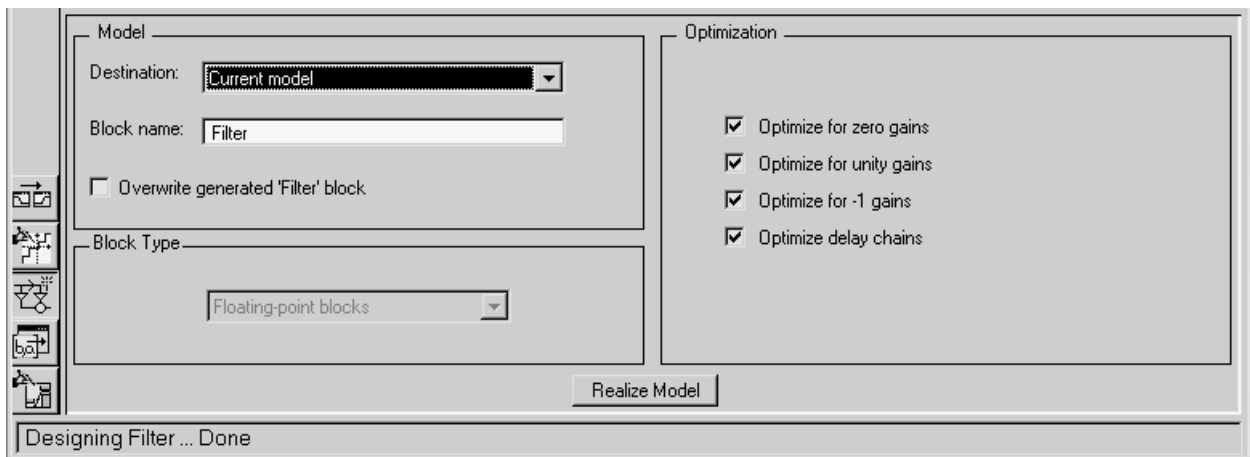 Model
Destination: Current model
Block name: Filter
Overwrite generated 'Filter' block
Block Type
Floating-point blocks
Optimization
Optimize for zero gains
Optimize for unity gains
Optimize for -1 gains
Optimize delay chains
Realize Model
Designing Filter ... Done